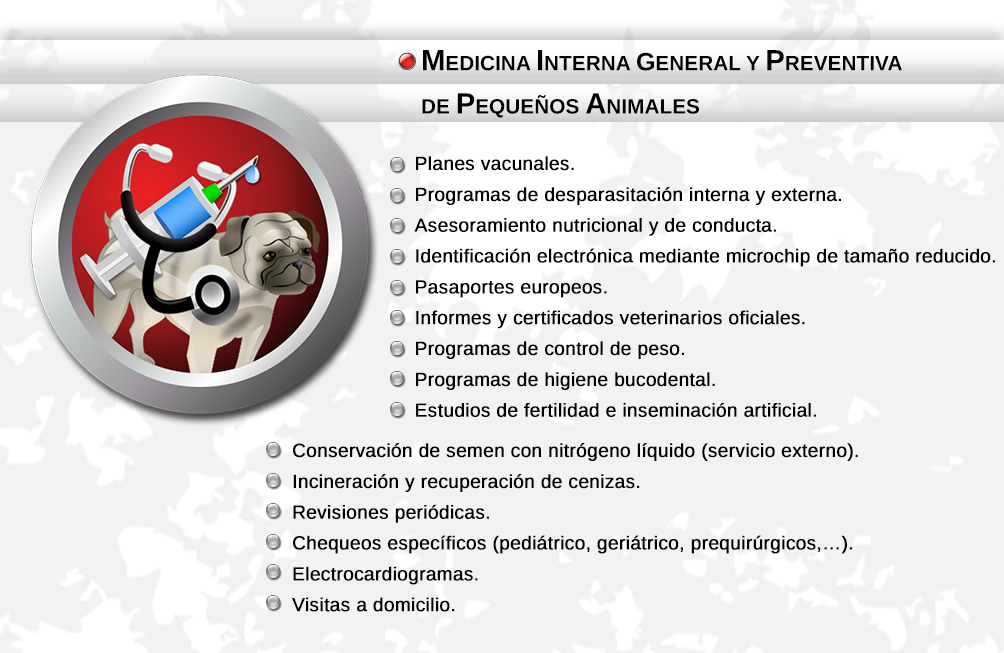 MEDICINA INTERNA GENERAL Y PREVENTIVA
DE PEQUEÑOS ANIMALES
Planes vacunales.
Programas de desparasitación interna y externa.
Asesoramiento nutricional y de conducta.
Identificación electrónica mediante microchip de tamaño reducido.
Pasaportes europeos.
Informes y certificados veterinarios oficiales.
Programas de control de peso.
Programas de higiene bucodental.
Estudios de fertilidad e inseminación artificial.
Conservación de semen con nitrógeno líquido (servicio externo).
Incineración y recuperación de cenizas.
Revisiones periódicas.
Chequeos específicos (pediátrico, geriátrico, prequirúrgicos,...).
Electrocardiogramas.
Visitas a domicilio.